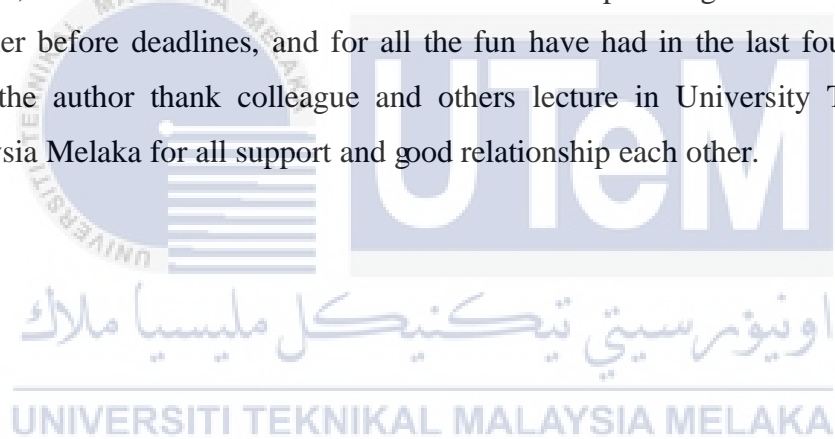 er before deadlines, and for all the fun have had in the last fou
the author thank colleague and others lecture in University T
ysia Melaka for all support and good relationship each other.
UTeM
اونيۏرسيتي تيكنيكل مليسيا ملاك
UNIVERSITI TEKNIKAL MALAYSIA MELAKA